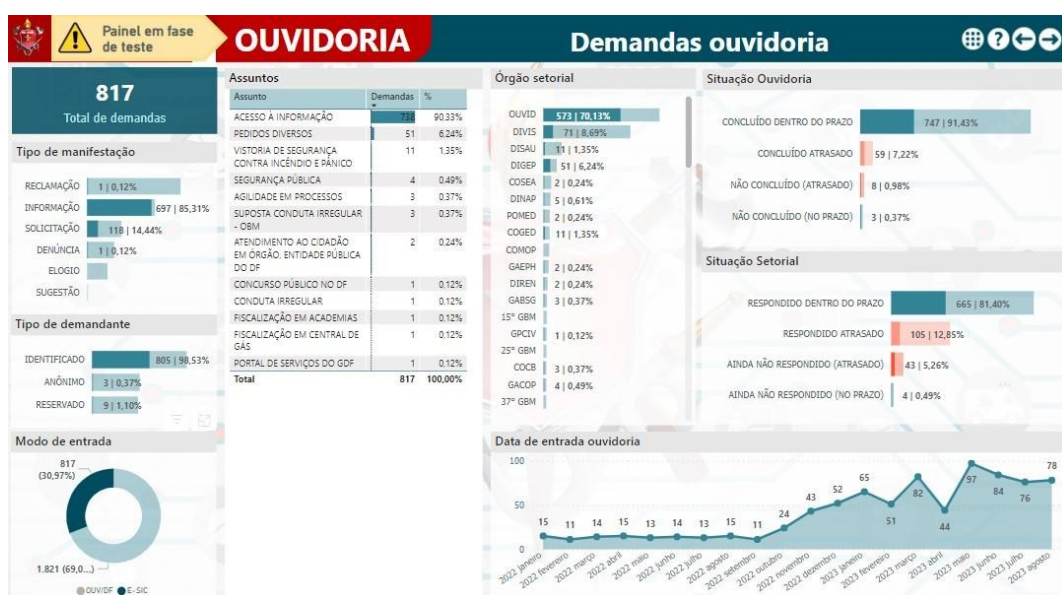 Painel em fase
de teste
OUVIDORIA
Demandas ouvidoria
817
Total de demandas
Tipo de manifestação
RECLAMAÇÃO 1 | 0,12%
INFORMAÇÃO 697 | 85,31%
SOLICITAÇÃO 118 | 14,44%
DENÚNCIA 1 | 0,12%
ELOGIO
SUGESTÃO
Tipo de demandante
IDENTIFICADO 805 | 98,53%
ANÔNIMO 3 | 0,37%
RESERVADO 9 | 1,10%
Modo de entrada
817
(30,97%)
1.821 (69,0...)
OUV/DF E-SIC
Assuntos
Assunto Demandas %
ACESSO À INFORMAÇÃO 738 90,33%
PEDIDOS DIVERSOS 51 6,24%
VISTORIA DE SEGURANÇA 11 1,35%
CONTRA INCÊNDIO E PÂNICO
SEGURANÇA PÚBLICA 4 0,49%
AGILIDADE EM PROCESSOS 3 0,37%
SUPOSTA CONDUTA IRREGULAR 3 0,37%
- OBM
ATENDIMENTO AO CIDADÃO 2 0,24%
EM ÓRGÃO, ENTIDADE PÚBLICA
DO DF
CONCURSO PÚBLICO NO DF 1 0,12%
CONDUTA IRREGULAR 1 0,12%
FISCALIZAÇÃO EM ACADEMIAS 1 0,12%
FISCALIZAÇÃO EM CENTRAL DE 1 0,12%
GÁS
PORTAL DE SERVIÇOS DO GDF 1 0,12%
Total 817 100,00%
Órgão setorial
OUVID 573 | 70,13%
DIVIS 71 | 8,69%
DISAU 11 | 1,35%
DIGEP 51 | 6,24%
COSEA 2 | 0,24%
DINAP 5 | 0,61%
POMED 2 | 0,24%
COGED 11 | 1,35%
COMOP
GAEPH 2 | 0,24%
DIREN 2 | 0,24%
GABSG 3 | 0,37%
15° GBM
GPCIV 1 | 0,12%
25° GBM
COCB 3 | 0,37%
GACOP 4 | 0,49%
37° GBM
Situação Ouvidoria
CONCLUÍDO DENTRO DO PRAZO 747 | 91,43%
CONCLUÍDO ATRASADO 59 | 7,22%
NÃO CONCLUÍDO (ATRASADO) 8 | 0,98%
NÃO CONCLUÍDO (NO PRAZO) 3 | 0,37%
Situação Setorial
RESPONDIDO DENTRO DO PRAZO 665 | 81,40%
RESPONDIDO ATRASADO 105 | 12,85%
AINDA NÃO RESPONDIDO (ATRASADO) 43 | 5,26%
AINDA NÃO RESPONDIDO (NO PRAZO) 4 | 0,49%
Data de entrada ouvidoria
100
50
0
15 11 14 15 13 14 13 15 11 24 43 52 65 51 82 44 97 84 76 78
2022 janeiro 2022 fevereiro 2022 março 2022 abril 2022 maio 2022 junho 2022 julho 2022 agosto 2022 setembro 2022 outubro 2022 novembro 2022 dezembro 2023 janeiro 2023 fevereiro 2023 março 2023 abril 2023 maio 2023 junho 2023 julho 2023 agosto